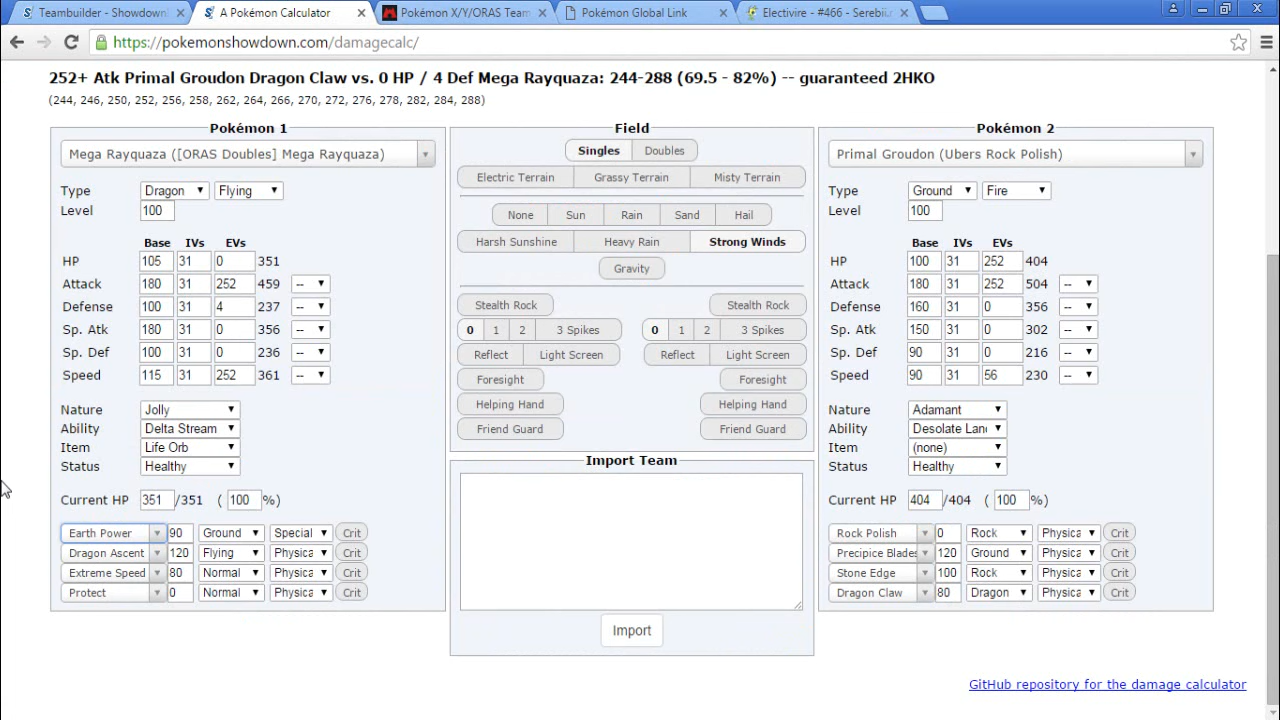 Teambuilder - Showdown! × A Pokémon Calculator × Pokémon X/Y/ORAS Team × Pokémon Global Link × Electivire - #466 - Serebii. ×
https://pokemonshowdown.com/damagecalc/
252+ Atk Primal Groudon Dragon Claw vs. 0 HP / 4 Def Mega Rayquaza: 244-288 (69.5 - 82%) -- guaranteed 2HKO
(244, 246, 250, 252, 256, 258, 262, 264, 266, 270, 272, 276, 278, 282, 284, 288)
Pokémon 1
Mega Rayquaza ([ORAS Doubles] Mega Rayquaza)
Type Dragon Flying
Level 100
Base IVs EVs
HP 105 31 0 351
Attack 180 31 252 459 --
Defense 100 31 4 237 --
Sp. Atk 180 31 0 356 --
Sp. Def 100 31 0 236 --
Speed 115 31 252 361 --
Nature Jolly
Ability Delta Stream
Item Life Orb
Status Healthy
Current HP 351 /351 ( 100 %)
Earth Power 90 Ground Special Crit
Dragon Ascent 120 Flying Physica Crit
Extreme Speed 80 Normal Physica Crit
Protect 0 Normal Physica Crit
Field
Singles Doubles
Electric Terrain Grassy Terrain Misty Terrain
None Sun Rain Sand Hail
Harsh Sunshine Heavy Rain Strong Winds
Gravity
Stealth Rock Stealth Rock
0 1 2 3 Spikes 0 1 2 3 Spikes
Reflect Light Screen Reflect Light Screen
Foresight Foresight
Helping Hand Helping Hand
Friend Guard Friend Guard
Import Team
Import
Pokémon 2
Primal Groudon (Ubers Rock Polish)
Type Ground Fire
Level 100
Base IVs EVs
HP 100 31 252 404
Attack 180 31 252 504 --
Defense 160 31 0 356 --
Sp. Atk 150 31 0 302 --
Sp. Def 90 31 0 216 --
Speed 90 31 56 230 --
Nature Adamant
Ability Desolate Lanc
Item (none)
Status Healthy
Current HP 404 /404 ( 100 %)
Rock Polish 0 Rock Physica Crit
Precipice Blades 120 Ground Physica Crit
Stone Edge 100 Rock Physica Crit
Dragon Claw 80 Dragon Physica Crit
GitHub repository for the damage calculator